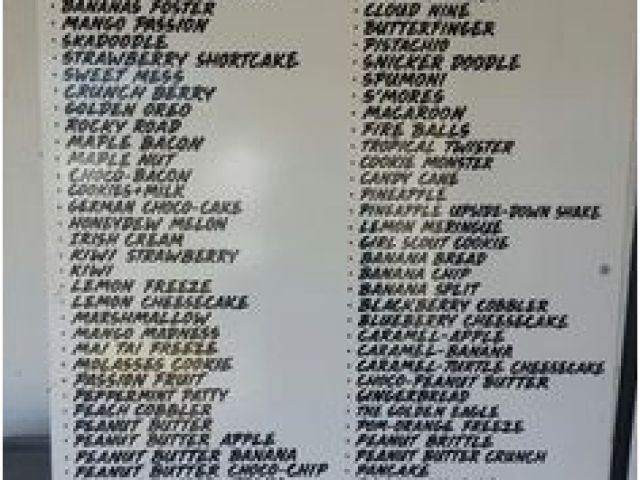 · BANANAS FOSTER
· MANGO PASSION
· SKADOODLE
· STRAWBERRY SHORTCAKE
· SWEET MESS
· CRUNCH BERRY
· GOLDEN OREO
· ROCKY ROAD
· MAPLE BACON
· MAPLE NUT
· CHOCO-BACON
· COOKIES+MILK
· GERMAN CHOCO-CAKE
· HONEYDEW MELON
· IRISH CREAM
· KIWI STRAWBERRY
· KIWI
· LEMON FREEZE
· LEMON CHEESECAKE
· MARSHMALLOW
· MANGO MADNESS
· MAI TAI FREEZE
· MOLASSES COOKIE
· PASSION FRUIT
· PEPPERMINT PATTY
· PEACH COBBLER
· PEANUT BUTTER
· PEANUT BUTTER APPLE
· PEANUT BUTTER BANANA
· PEANUT BUTTER CHOCO-CHIP
· CLOUD NINE
· BUTTERFINGER
· PISTACHIO
· SNICKER DOODLE
· SPUMONI
· S'MORES
· MACAROON
· FIRE BALLS
· TROPICAL TWISTER
· COOKIE MONSTER
· CANDY CANE
· PINEAPPLE
· PINEAPPLE UPSIDE-DOWN SHAKE
· LEMON MERINGUE
· GIRL SCOUT COOKIE
· BANANA BREAD
· BANANA CHIP
· BANANA SPLIT
· BLACKBERRY COBBLER
· BLUEBERRY CHEESECAKE
· CARAMEL-APPLE
· CARAMEL-BANANA
· CARAMEL-TURTLE CHEESECAKE
· CHOCO-PEANUT BUTTER
· GINGERBREAD
· THE GOLDEN EAGLE
· POM-ORANGE FREEZE
· PEANUT BRITTLE
· PEANUT BUTTER CRUNCH
· PANCAKE